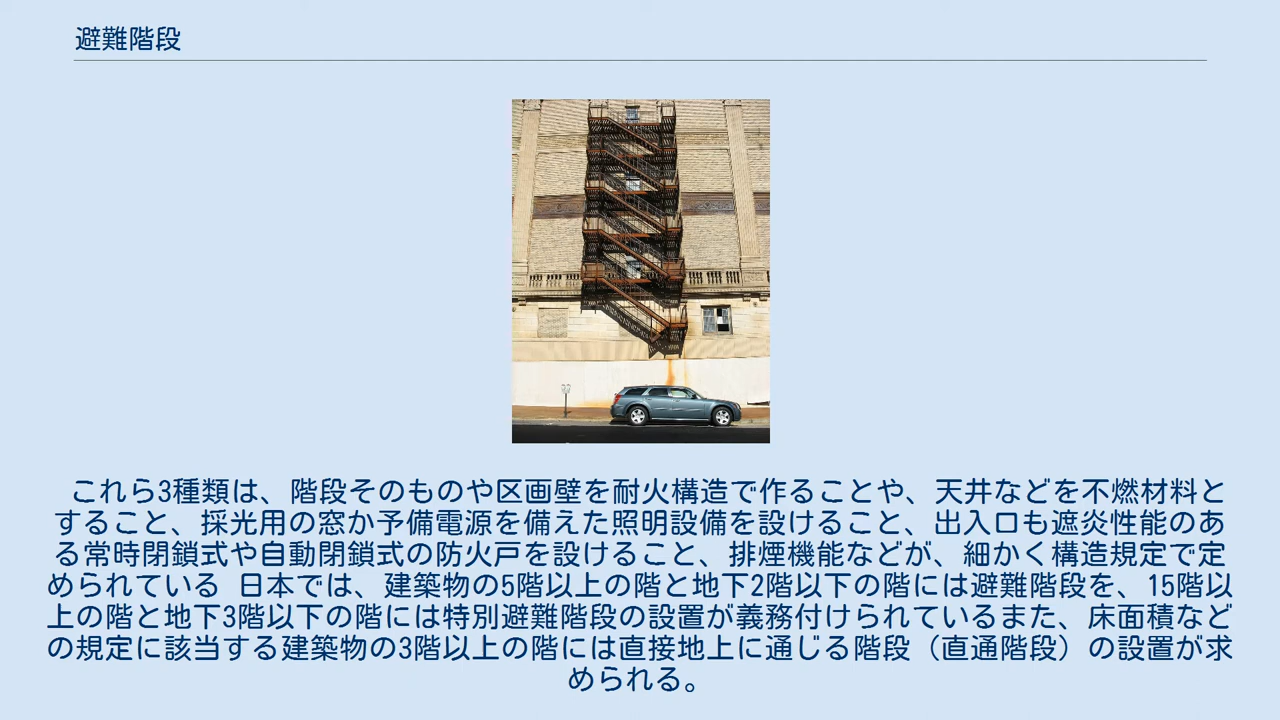 避難階段
これら3種類は、階段そのものや区画壁を耐火構造で作ることや、天井などを不燃材料と
すること、採光用の窓か予備電源を備えた照明設備を設けること、出入口も遮炎性能のあ
る常時閉鎖式や自動閉鎖式の防火戸を設けること、排煙機能などが、細かく構造規定で定
められている 日本では、建築物の5階以上の階と地下2階以下の階には避難階段を、15階以
上の階と地下3階以下の階には特別避難階段の設置が義務付けられているまた、床面積など
の規定に該当する建築物の3階以上の階には直接地上に通じる階段（直通階段）の設置が求
められる。